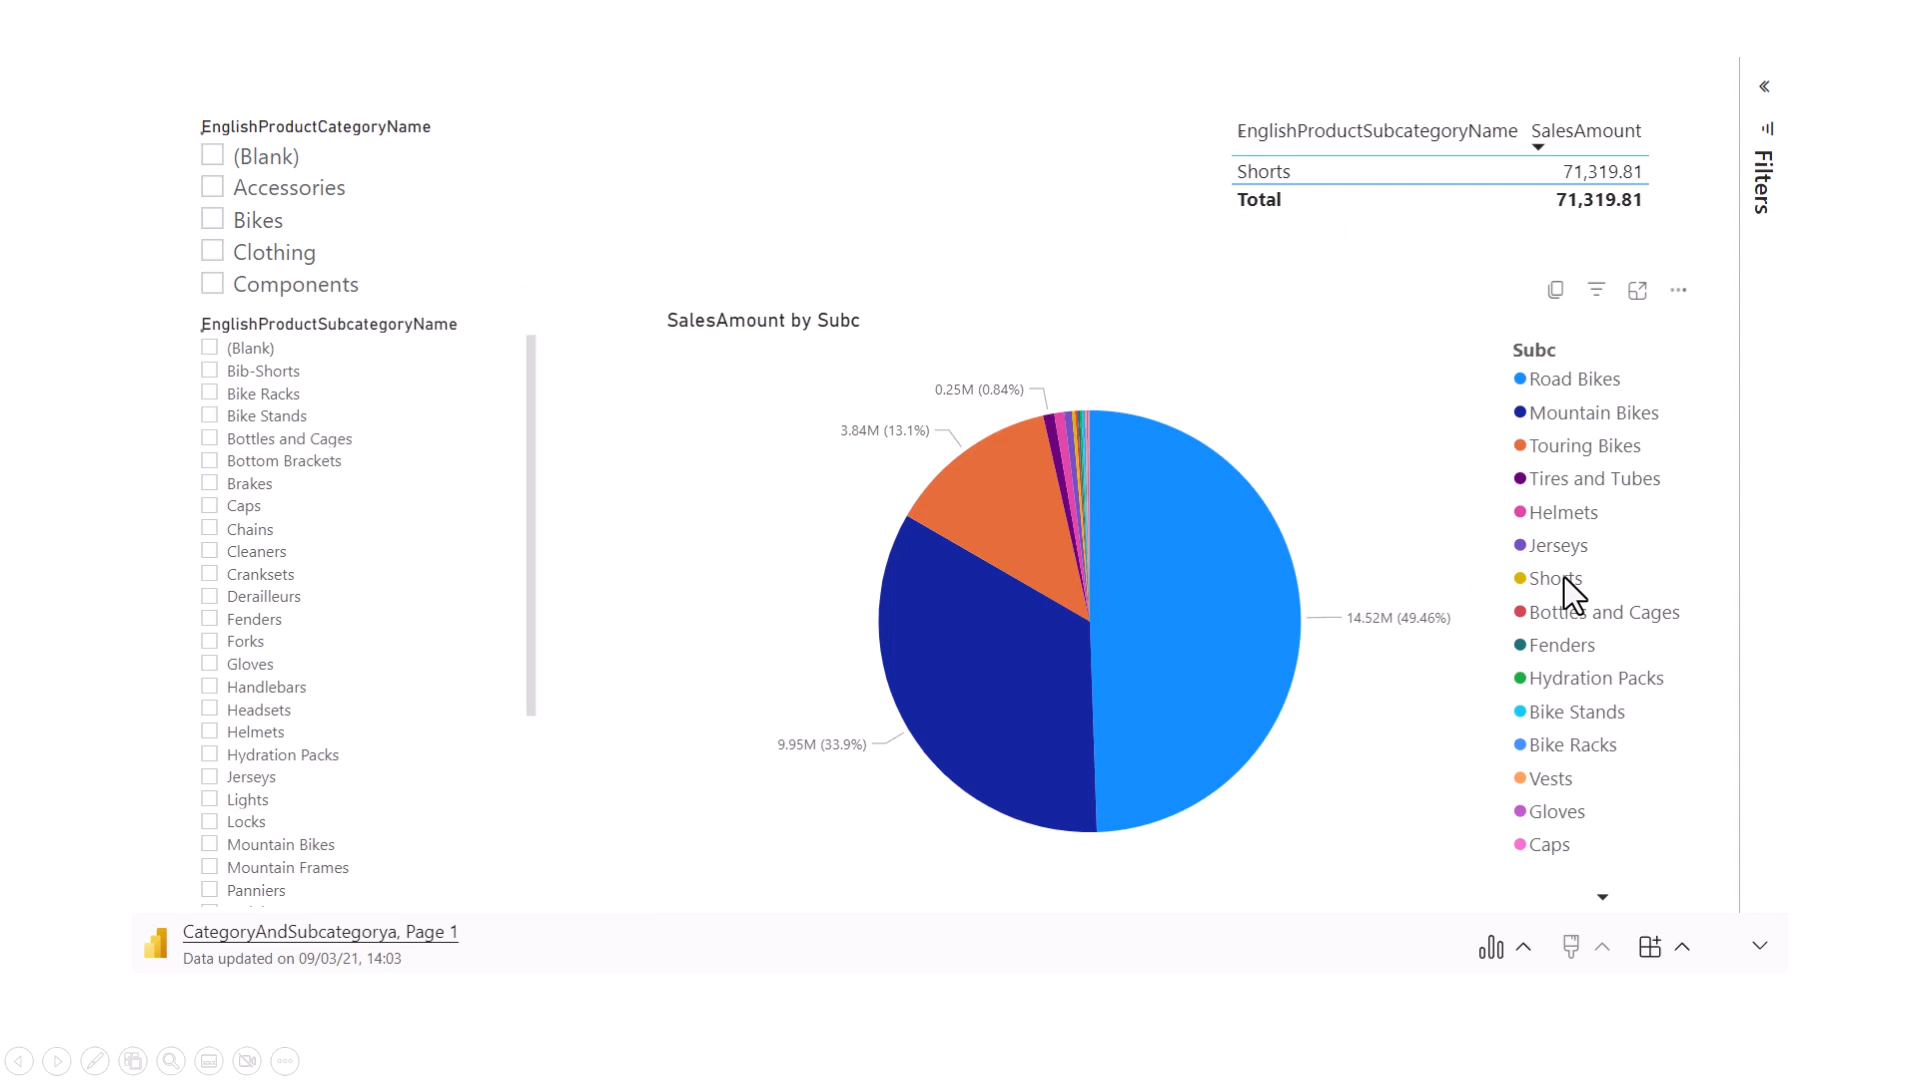 EnglishProductCategoryName
(Blank)
Accessories
Bikes
Clothing
Components
EnglishProductSubcategoryName
(Blank)
Bib-Shorts
Bike Racks
Bike Stands
Bottles and Cages
Bottom Brackets
Brakes
Caps
Chains
Cleaners
Cranksets
Derailleurs
Fenders
Forks
Gloves
Handlebars
Headsets
Helmets
Hydration Packs
Jerseys
Lights
Locks
Mountain Bikes
Mountain Frames
Panniers
EnglishProductSubcategoryName SalesAmount
Shorts 71,319.81
Total 71,319.81
Filters
SalesAmount by Subc
0.25M (0.84%)
3.84M (13.1%)
14.52M (49.46%)
9.95M (33.9%)
Subc
Road Bikes
Mountain Bikes
Touring Bikes
Tires and Tubes
Helmets
Jerseys
Shorts
Bottles and Cages
Fenders
Hydration Packs
Bike Stands
Bike Racks
Vests
Gloves
Caps
CategoryAndSubcategorya, Page 1
Data updated on 09/03/21, 14:03